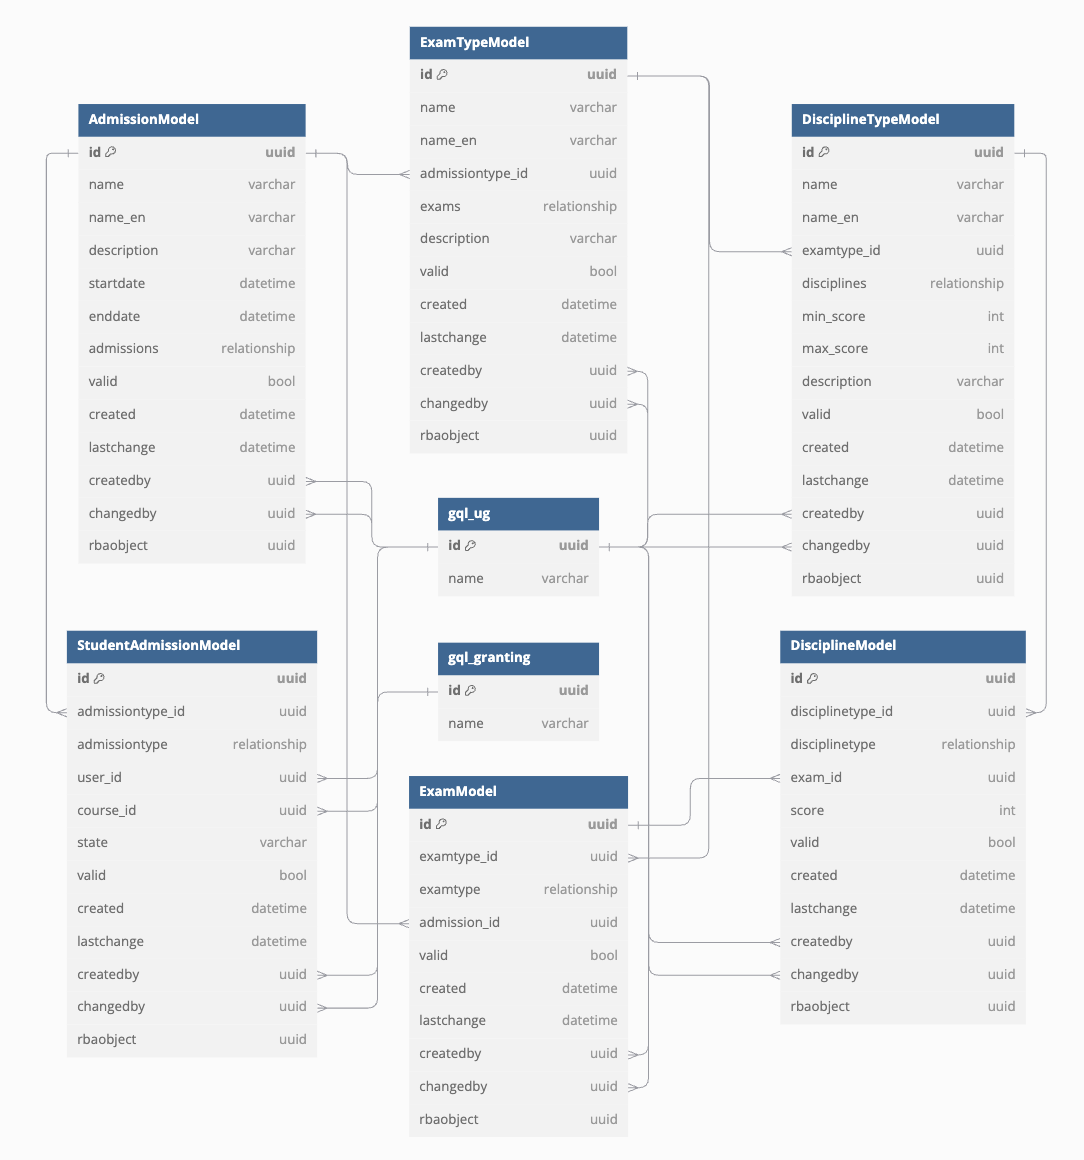 ExamTypeModel
id uuid
name varchar
name_en varchar
admissiontype_id uuid
exams relationship
description varchar
valid bool
created datetime
lastchange datetime
createdby uuid
changedby uuid
rbaobject uuid
AdmissionModel
id uuid
name varchar
name_en varchar
description varchar
startdate datetime
enddate datetime
admissions relationship
valid bool
created datetime
lastchange datetime
createdby uuid
changedby uuid
rbaobject uuid
DisciplineTypeModel
id uuid
name varchar
name_en varchar
examtype_id uuid
disciplines relationship
min_score int
max_score int
description varchar
valid bool
created datetime
lastchange datetime
createdby uuid
changedby uuid
rbaobject uuid
gql_ug
id uuid
name varchar
StudentAdmissionModel
id uuid
admissiontype_id uuid
admissiontype relationship
user_id uuid
course_id uuid
state varchar
valid bool
created datetime
lastchange datetime
createdby uuid
changedby uuid
rbaobject uuid
gql_granting
id uuid
name varchar
DisciplineModel
id uuid
disciplinetype_id uuid
disciplinetype relationship
exam_id uuid
score int
valid bool
created datetime
lastchange datetime
createdby uuid
changedby uuid
rbaobject uuid
ExamModel
id uuid
examtype_id uuid
examtype relationship
admission_id uuid
valid bool
created datetime
lastchange datetime
createdby uuid
changedby uuid
rbaobject uuid